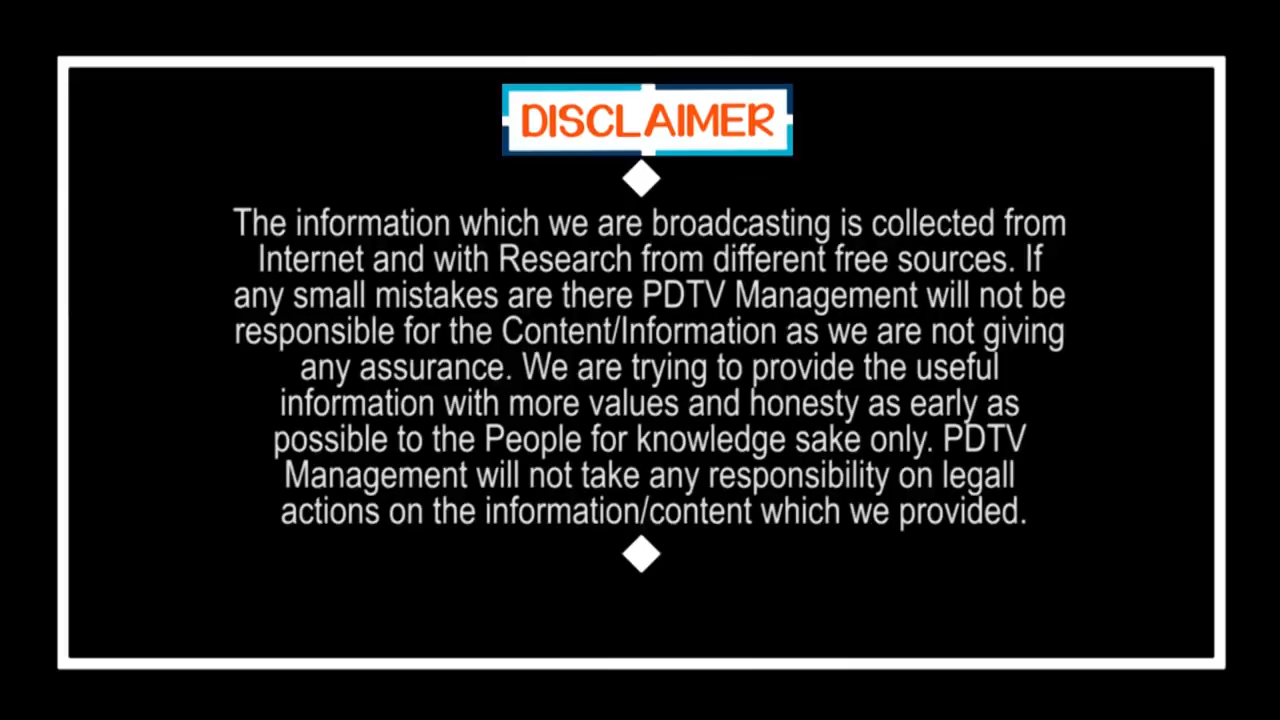 DISCLAIMER
The information which we are broadcasting is collected from
Internet and with Research from different free sources. If
any small mistakes are there PDTV Management will not be
responsible for the Content/Information as we are not giving
any assurance. We are trying to provide the useful
information with more values and honesty as early as
possible to the People for knowledge sake only. PDTV
Management will not take any responsibility on legall
actions on the information/content which we provided.